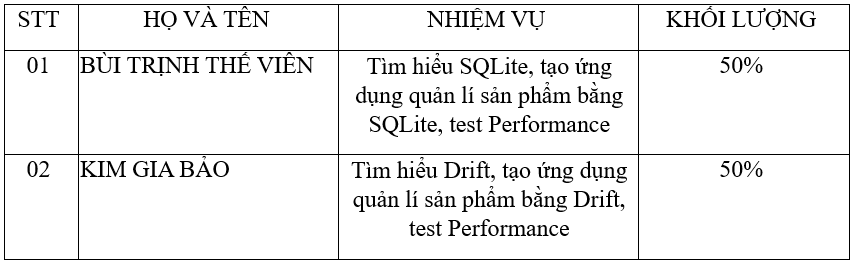 STT HỌ VÀ TÊN NHIỆM VỤ KHỐI LƯỢNG
01 BÙI TRỊNH THẾ VIÊN Tìm hiểu SQLite, tạo ứng 50%
dụng quản lí sản phẩm bằng
SQLite, test Performance
02 KIM GIA BẢO Tìm hiểu Drift, tạo ứng dụng 50%
quản lí sản phẩm bằng Drift,
test Performance